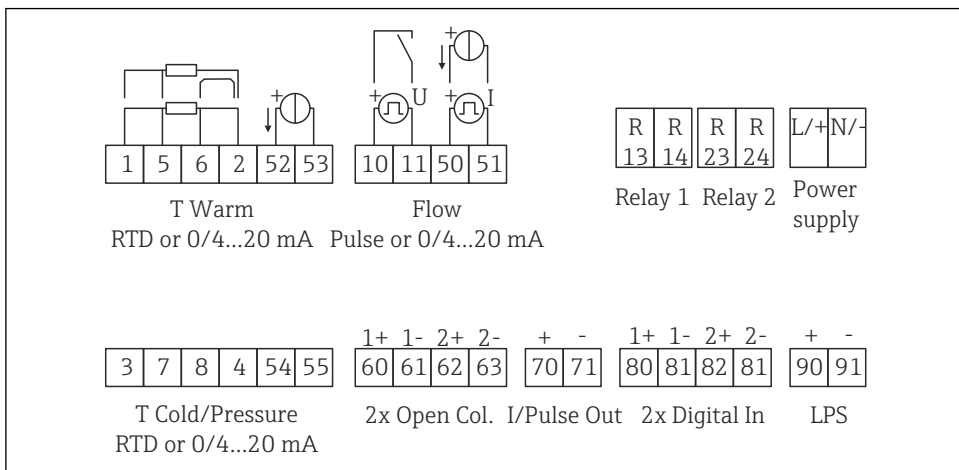 + U + I
+
+
1 5 6 2 52 53
10 11 50 51
R R R R L/+ N/-
13 14 23 24
T Warm
RTD or 0/4...20 mA
Flow
Pulse or 0/4...20 mA
Relay 1 Relay 2 Power
supply
1+ 1- 2+ 2- + - 1+ 1- 2+ 2- + -
3 7 8 4 54 55
60 61 62 63
70 71
80 81 82 81
90 91
T Cold/Pressure
RTD or 0/4...20 mA
2x Open Col.
I/Pulse Out
2x Digital In
LPS